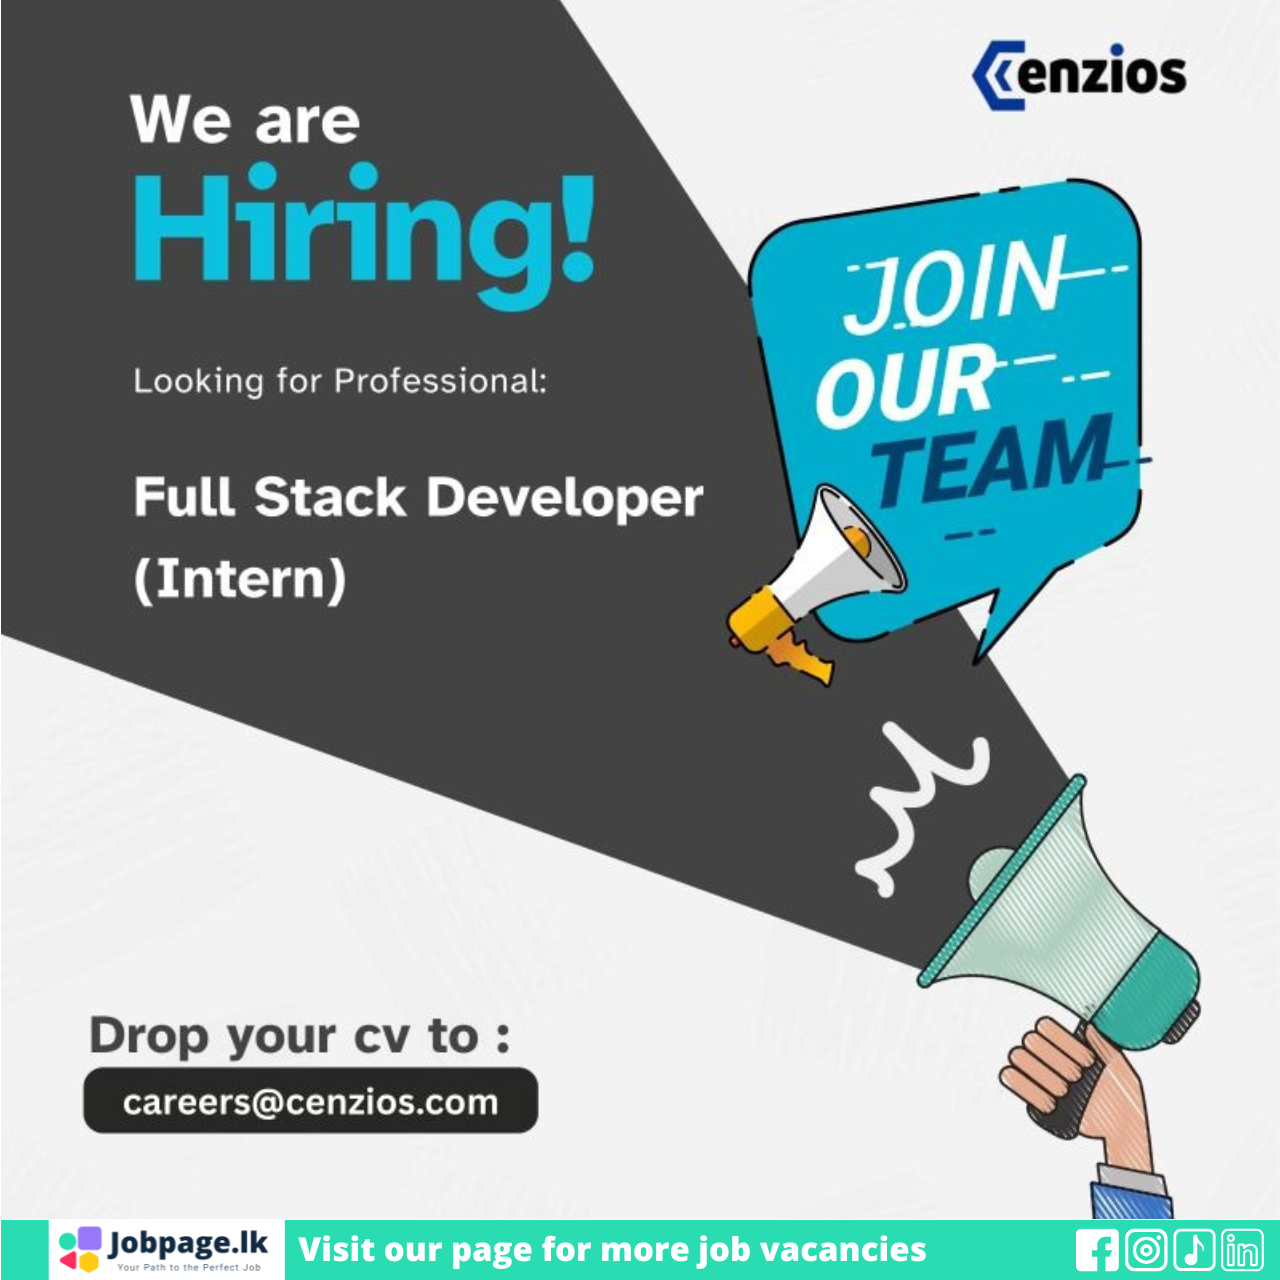 Cenzios
We are
Hiring!
JOIN
OUR
TEAM
Looking for Professional:
Full Stack Developer
(Intern)
Drop your cv to :
careers@cenzios.com
Jobpage.lk
Your Path to the Perfect Job
Visit our page for more job vacancies